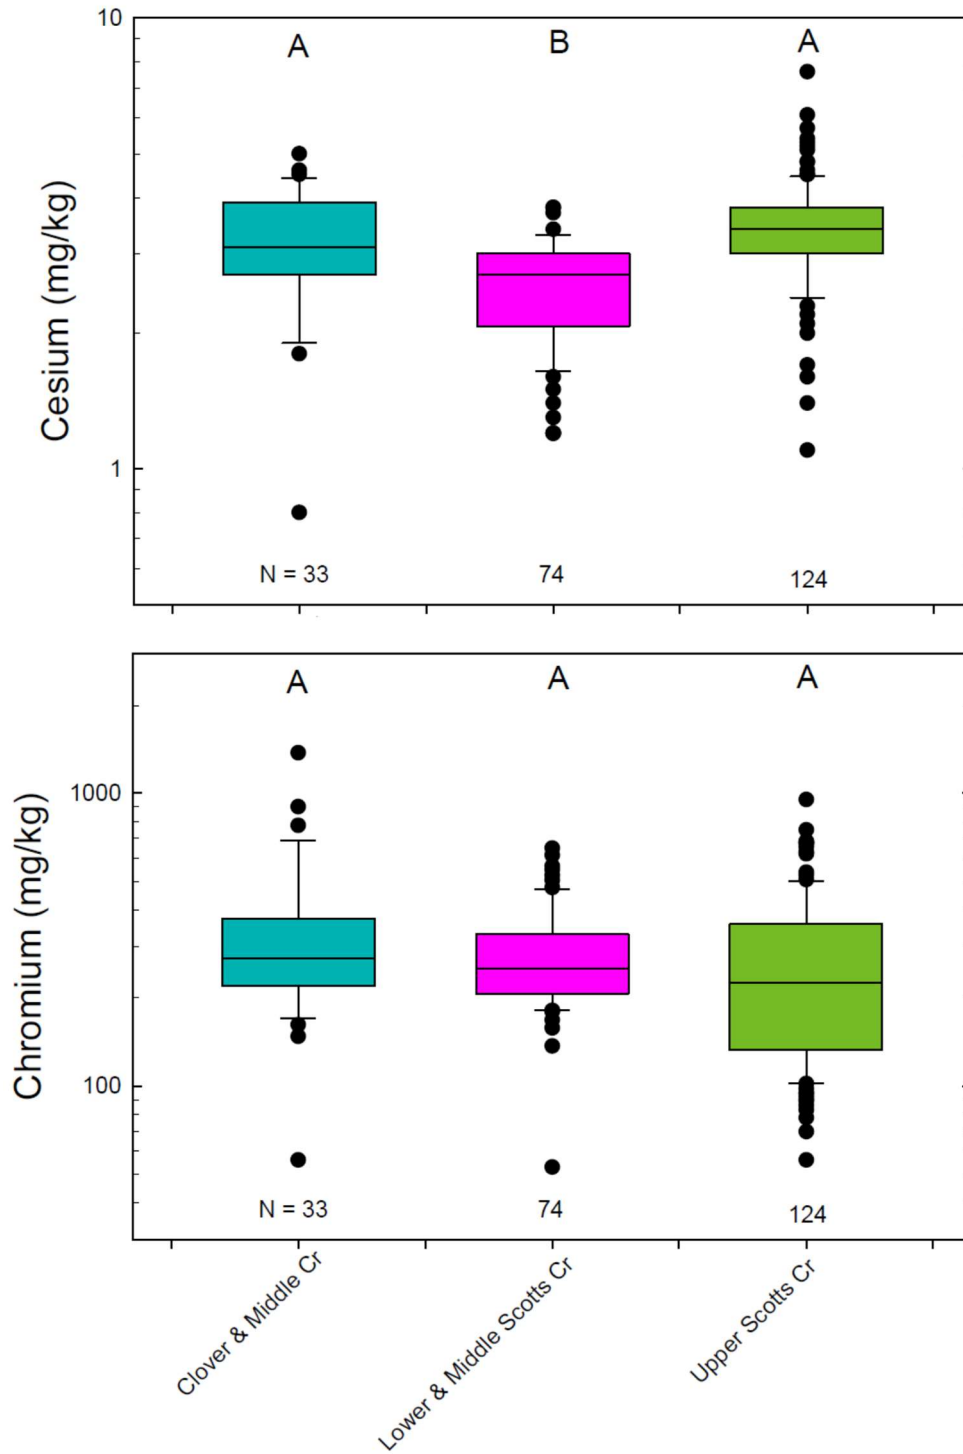 10
A B A
Cesium (mg/kg)
1
N = 33 74 124
A A A
Chromium (mg/kg)
1000
100
N = 33 74 124
Clover & Middle Cr
Lower & Middle Scotts Cr
Upper Scotts Cr